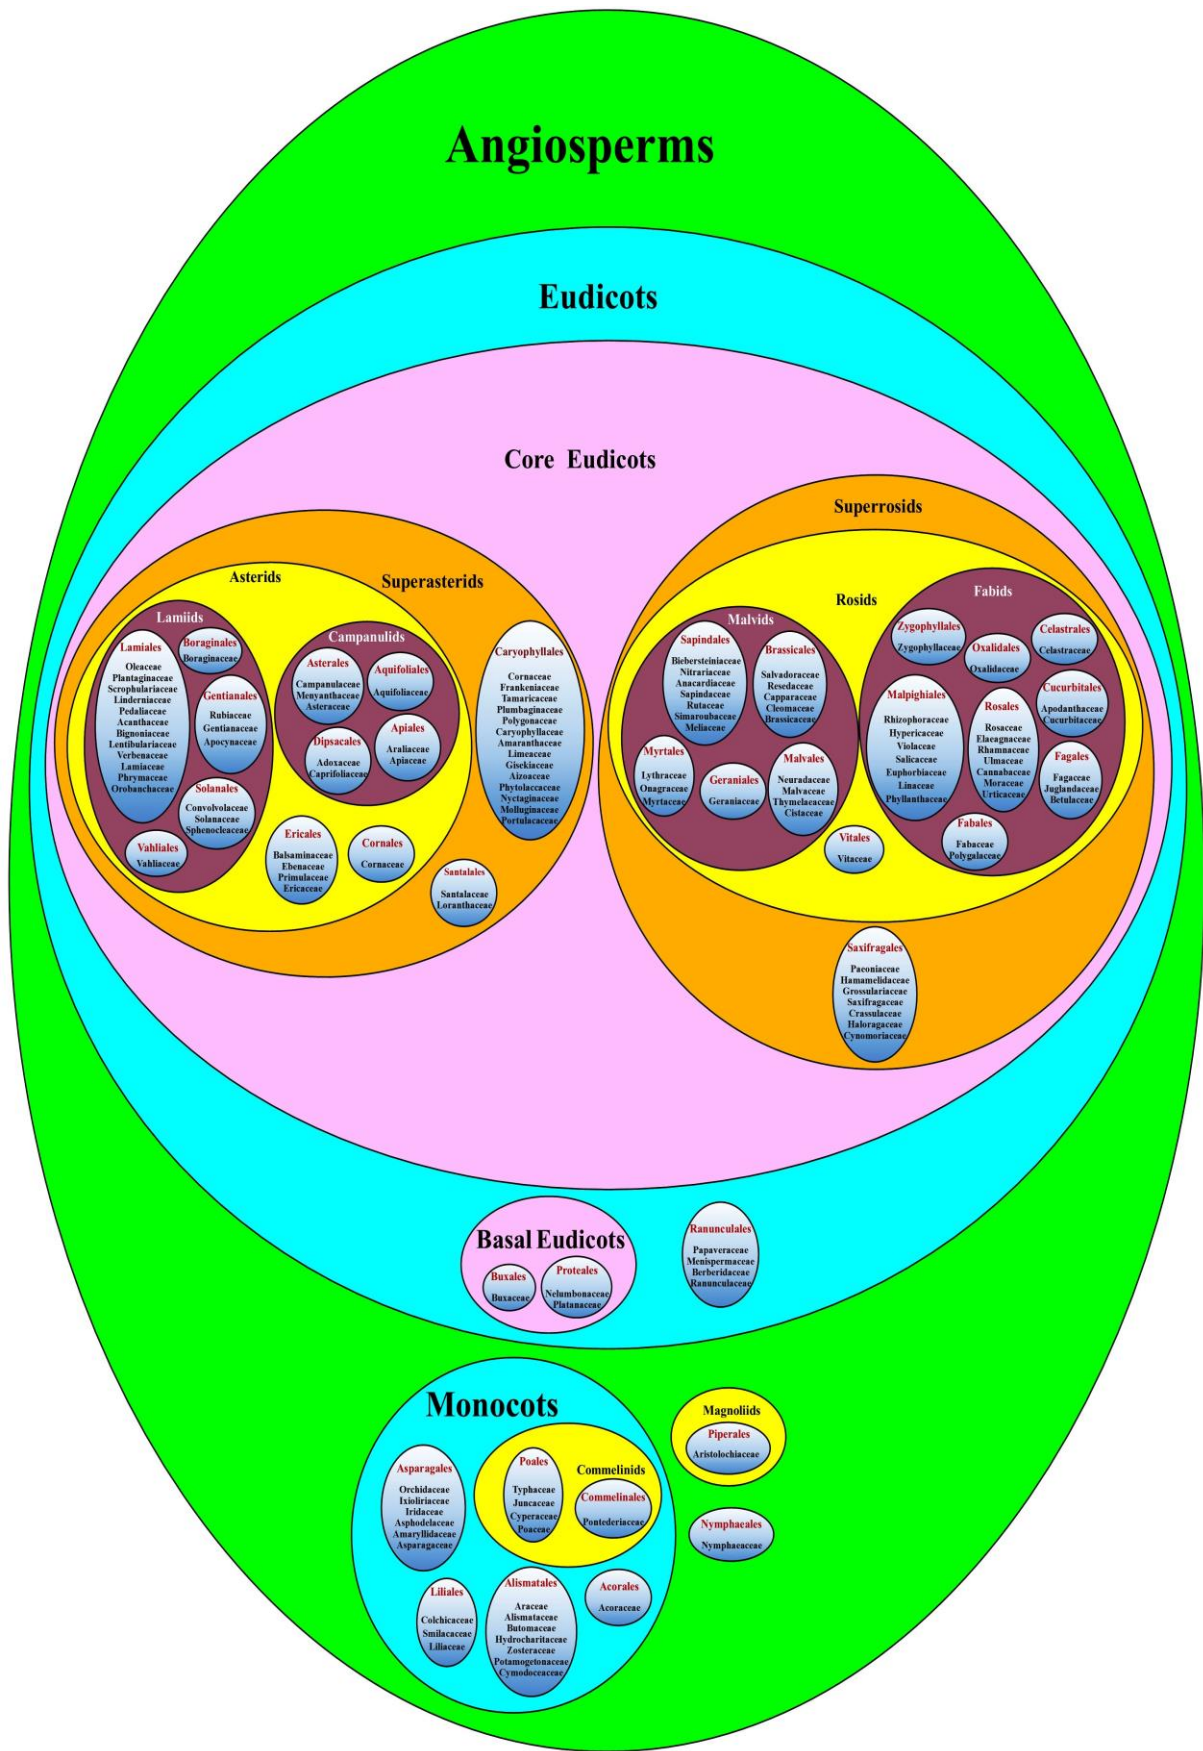 Angiosperms
Eudicots
Core Eudicots
Superasterids
Asterids
Lamiids
Lamiales
Oleaceae
Plantaginaceae
Scrophulariaceae
Linderniaceae
Pedaliaceae
Acanthaceae
Bignoniaceae
Lentibulariaceae
Verbenaceae
Lamiaceae
Phrymaceae
Orobanchaceae
Boraginales
Boraginaceae
Gentianales
Rubiaceae
Gentianaceae
Apocynaceae
Solanales
Convolvolaceae
Solanaceae
Sphenocleaceae
Vahliales
Vahliaceae
Campanulids
Asterales
Campanulaceae
Menyanthaceae
Asteraceae
Aquifoliales
Aquifoliaceae
Dipsacales
Adoxaceae
Caprifoliaceae
Apiales
Araliaceae
Apiaceae
Ericales
Balsaminaceae
Ebenaceae
Primulaceae
Ericaceae
Cornales
Cornaceae
Caryophyllales
Cornaceae
Frankeniaceae
Tamaricaceae
Plumbaginaceae
Polygonaceae
Caryophyllaceae
Amaranthaceae
Limeaceae
Gisekiaceae
Aizoaceae
Phytolaccaceae
Nyctaginaceae
Molluginaceae
Portulacaceae
Santalales
Santalaceae
Loranthaceae
Superrosids
Rosids
Malvids
Sapindales
Biebersteiniaceae
Nitrariaceae
Anacardiaceae
Sapindaceae
Rutaceae
Simaroubaceae
Meliaceae
Brassicales
Salvadoraceae
Resedaceae
Capparaceae
Cleomaceae
Brassicaceae
Myrtales
Lythraceae
Onagraceae
Myrtaceae
Geraniales
Geraniaceae
Malvales
Neuradaceae
Malvaceae
Thymelaeaceae
Cistaceae
Vitales
Vitaceae
Fabids
Zygophyllales
Zygophyllaceae
Oxalidales
Oxalidaceae
Celastrales
Celastraceae
Malpighiales
Rhizophoraceae
Hypericaceae
Violaceae
Salicaceae
Euphorbiaceae
Linaceae
Phyllanthaceae
Rosales
Rosaceae
Elaeagnaceae
Rhamnaceae
Ulmaceae
Cannabaceae
Moraceae
Urticaceae
Cucurbitales
Apodanthaceae
Cucurbitaceae
Fagales
Fagaceae
Juglandaceae
Betulaceae
Fabales
Fabaceae
Polygalaceae
Saxifragales
Paeoniaceae
Hamamelidaceae
Grossulariaceae
Saxifragaceae
Crassulaceae
Haloragaceae
Cynomoriaceae
Basal Eudicots
Buxales
Buxaceae
Proteales
Nelumbonaceae
Platanaceae
Ranunculales
Papaveraceae
Menispermaceae
Berberidaceae
Ranunculaceae
Monocots
Asparagales
Orchidaceae
Ixioliriaceae
Iridaceae
Asphodelaceae
Amaryllidaceae
Asparagaceae
Commelinids
Poales
Typhaceae
Juncaceae
Cyperaceae
Poaceae
Commelinales
Pontederiaceae
Liliales
Colchicaceae
Smilacaceae
Liliaceae
Alismatales
Araceae
Alismataceae
Butomaceae
Hydrocharitaceae
Zosteraceae
Potamogetonaceae
Cymodoceaceae
Acorales
Acoraceae
Magnoliids
Piperales
Aristolochiaceae
Nymphaeales
Nymphaeaceae